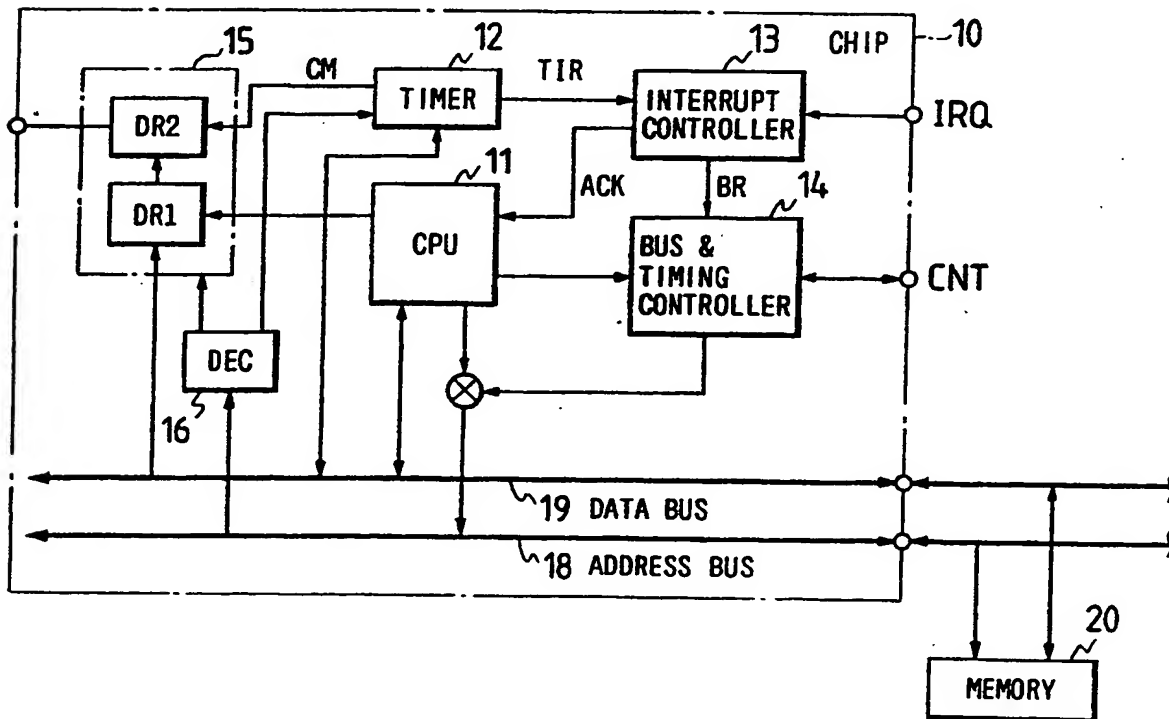 15
12
13
CHIP
10
CM
TIR
TIMER
INTERRUPT
CONTROLLER
IRQ
DR2
11
ACK
BR
14
DR1
CPU
BUS &
TIMING
CONTROLLER
CNT
DEC
16
19 DATA BUS
18 ADDRESS BUS
20
MEMORY